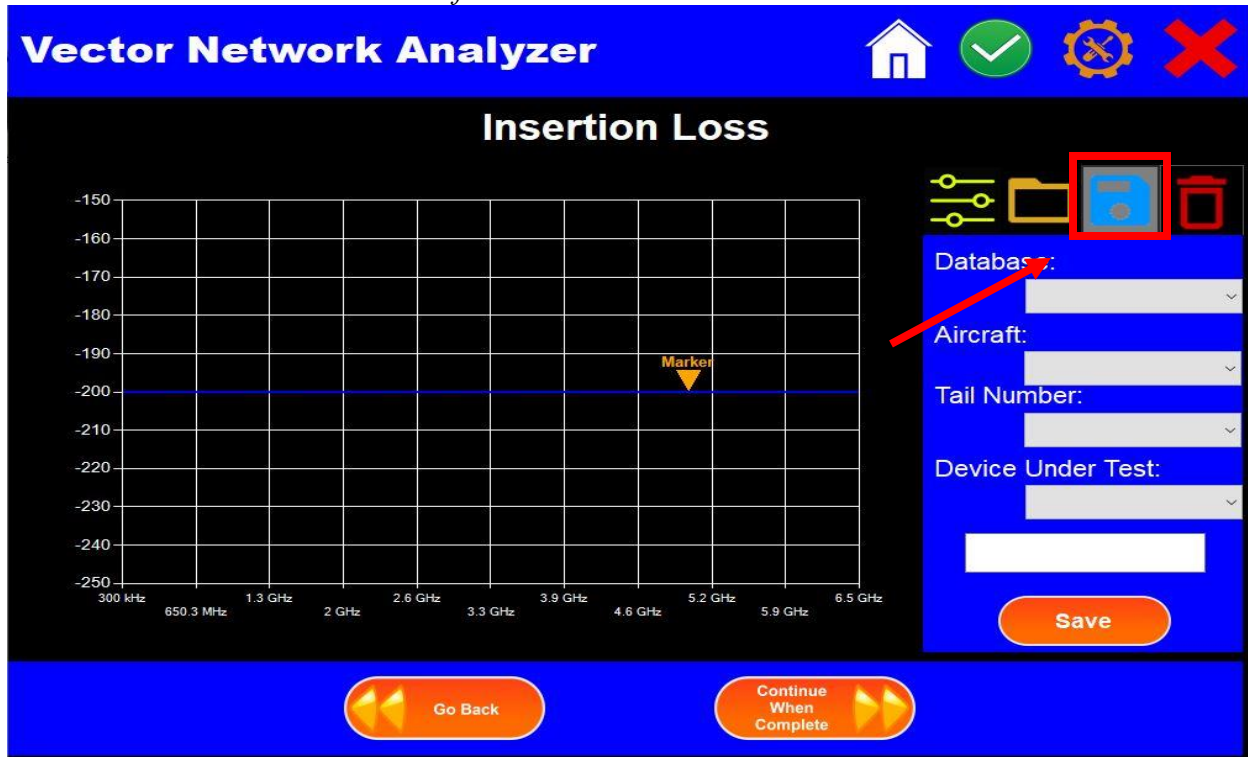 Vector Network Analyzer
Insertion Loss
-150
-160
-170
-180
-190
-200
-210
-220
-230
-240
-250
Marker
300 kHz
650.3 MHz
1.3 GHz
2 GHz
2.6 GHz
3.3 GHz
3.9 GHz
4.6 GHz
5.2 GHz
5.9 GHz
6.5 GHz
Database:
Aircraft:
Tail Number:
Device Under Test:
Save
Go Back
Continue
When
Complete